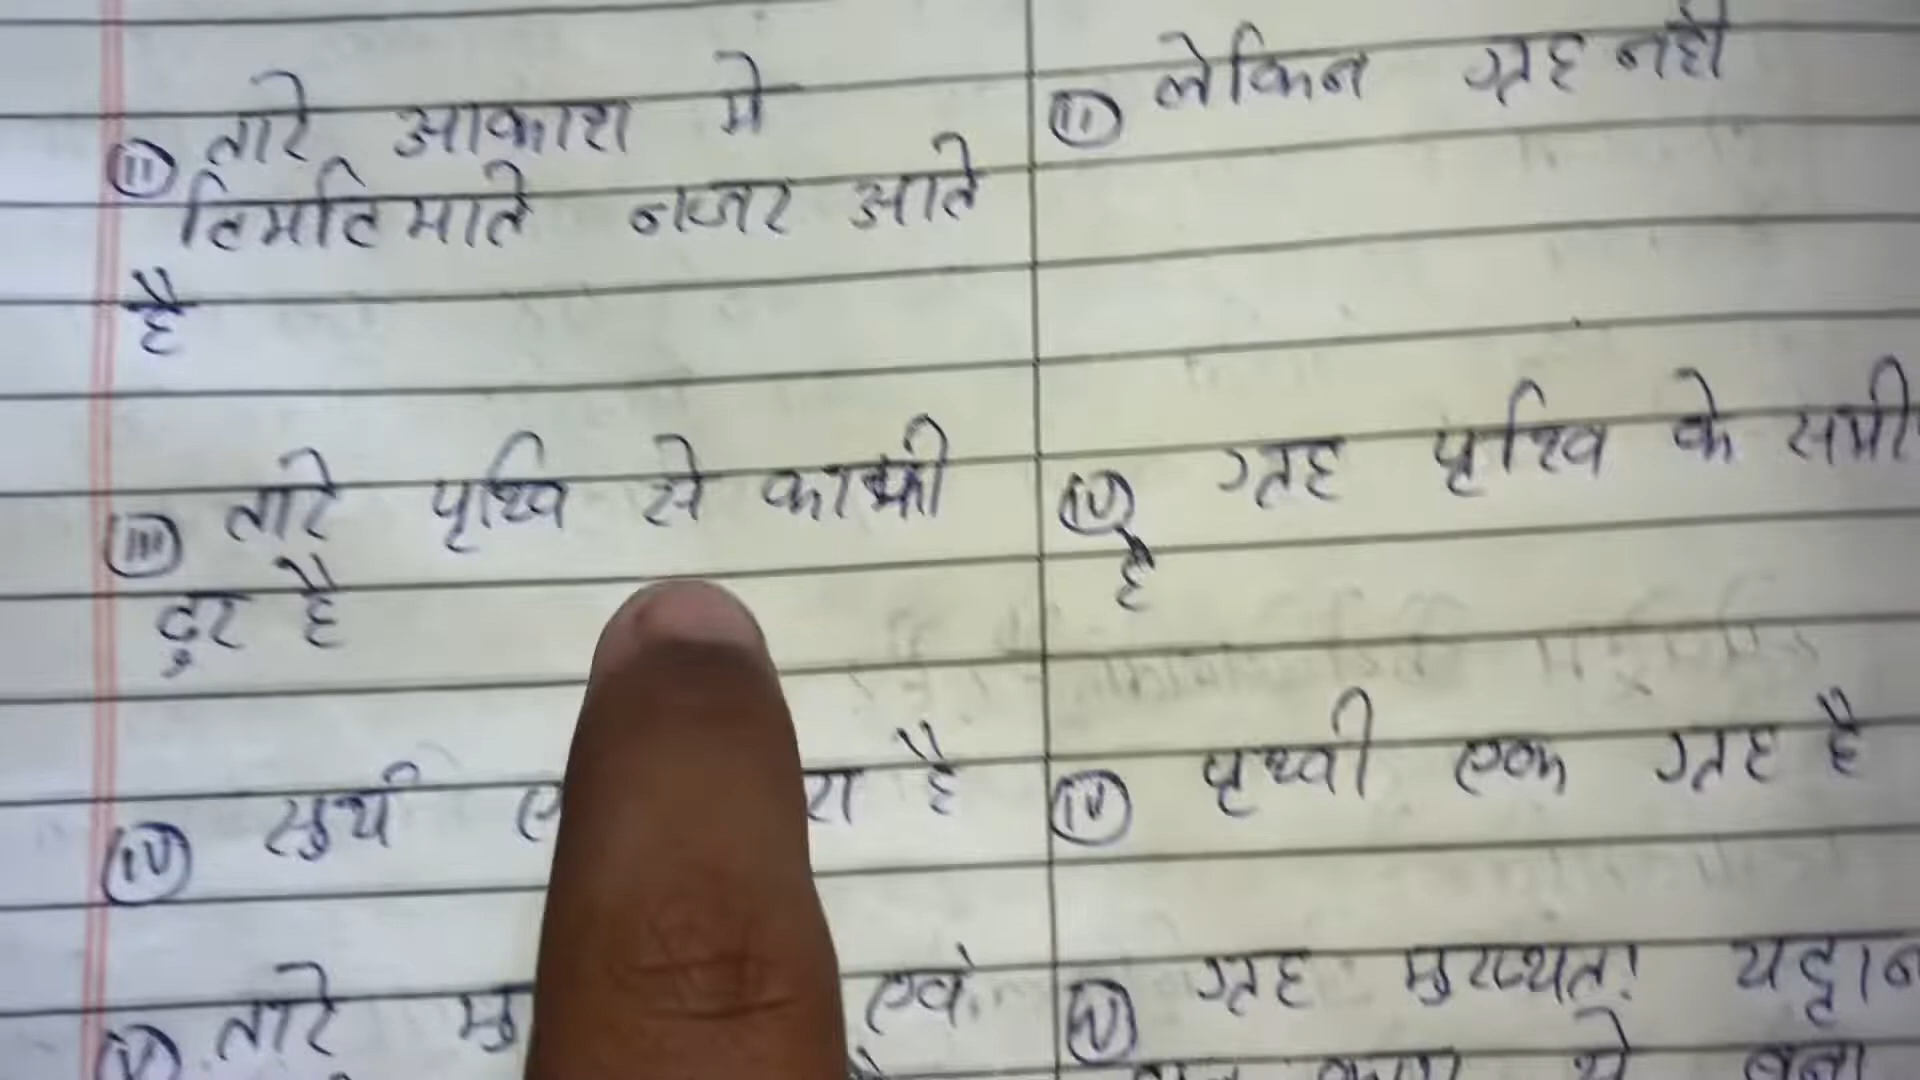 (ii) तारे आकाश मे
टिमटिमाते नजर आते
है
(iii) तारे पृथ्वि से काफी
दुर है
(iv) सुर्य है
(v) तारे एवं
(ii) लेकिन ग्रह नही
(iv) ग्रह पृथ्वि के समी
है
(iv) पृथ्वी एक ग्रह है
(v) ग्रह मुख्यत! चट्टान
से बना